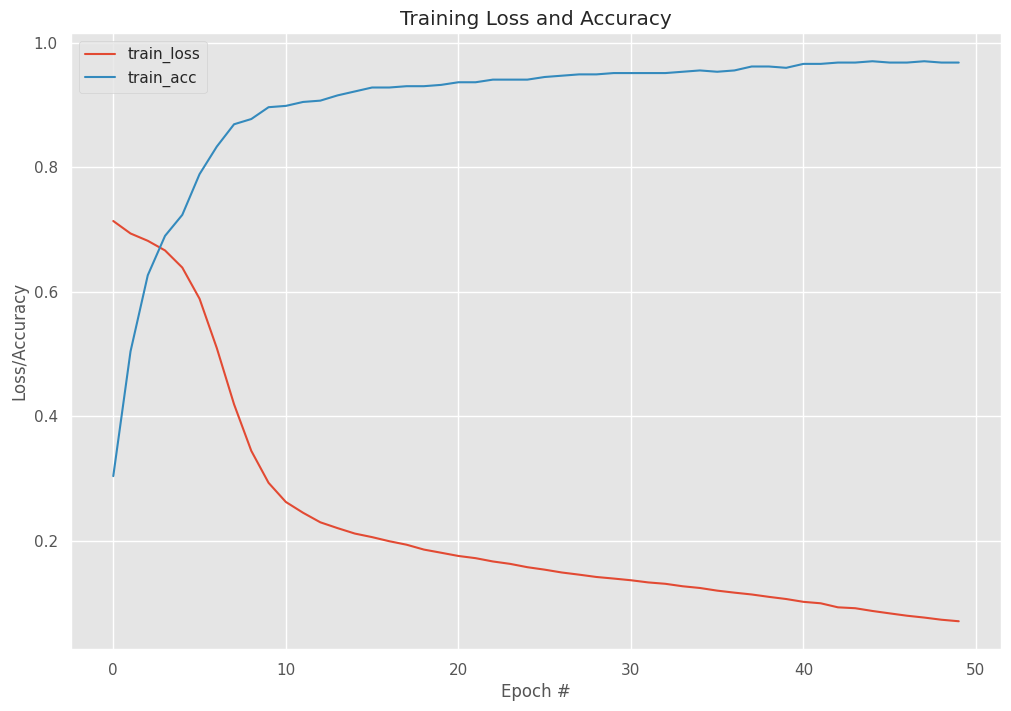 Training Loss and Accuracy
train_loss
train_acc
1.0
0.8
0.6
0.4
0.2
Loss/Accuracy
0 10 20 30 40 50
Epoch #